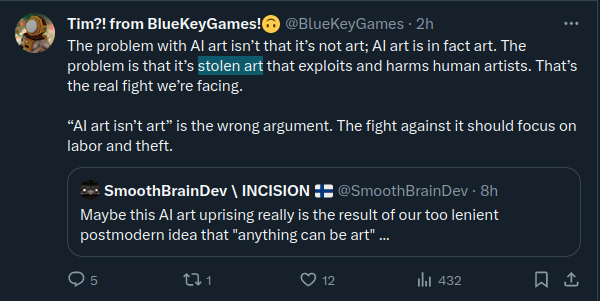 Tim?! from BlueKeyGames!🙃 @BlueKeyGames · 2h
The problem with AI art isn’t that it’s not art; AI art is in fact art. The
problem is that it’s stolen art that exploits and harms human artists. That’s
the real fight we’re facing.
“AI art isn’t art” is the wrong argument. The fight against it should focus on
labor and theft.
SmoothBrainDev \ INCISION 🇫🇮 @SmoothBrainDev · 8h
Maybe this AI art uprising really is the result of our too lenient
postmodern idea that "anything can be art" ...
5 1 12 432